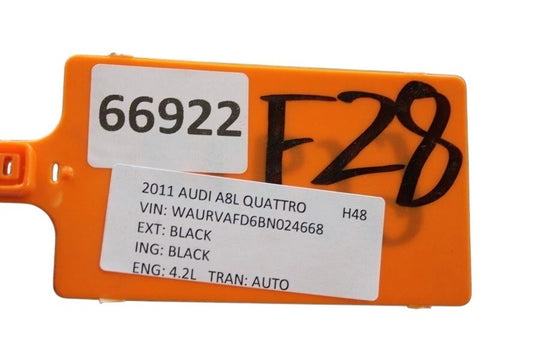 66922
F28
2011 AUDI A8L QUATTRO H48
VIN: WAURVAFD6BN024668
EXT: BLACK
ING: BLACK
ENG: 4.2L TRAN: AUTO